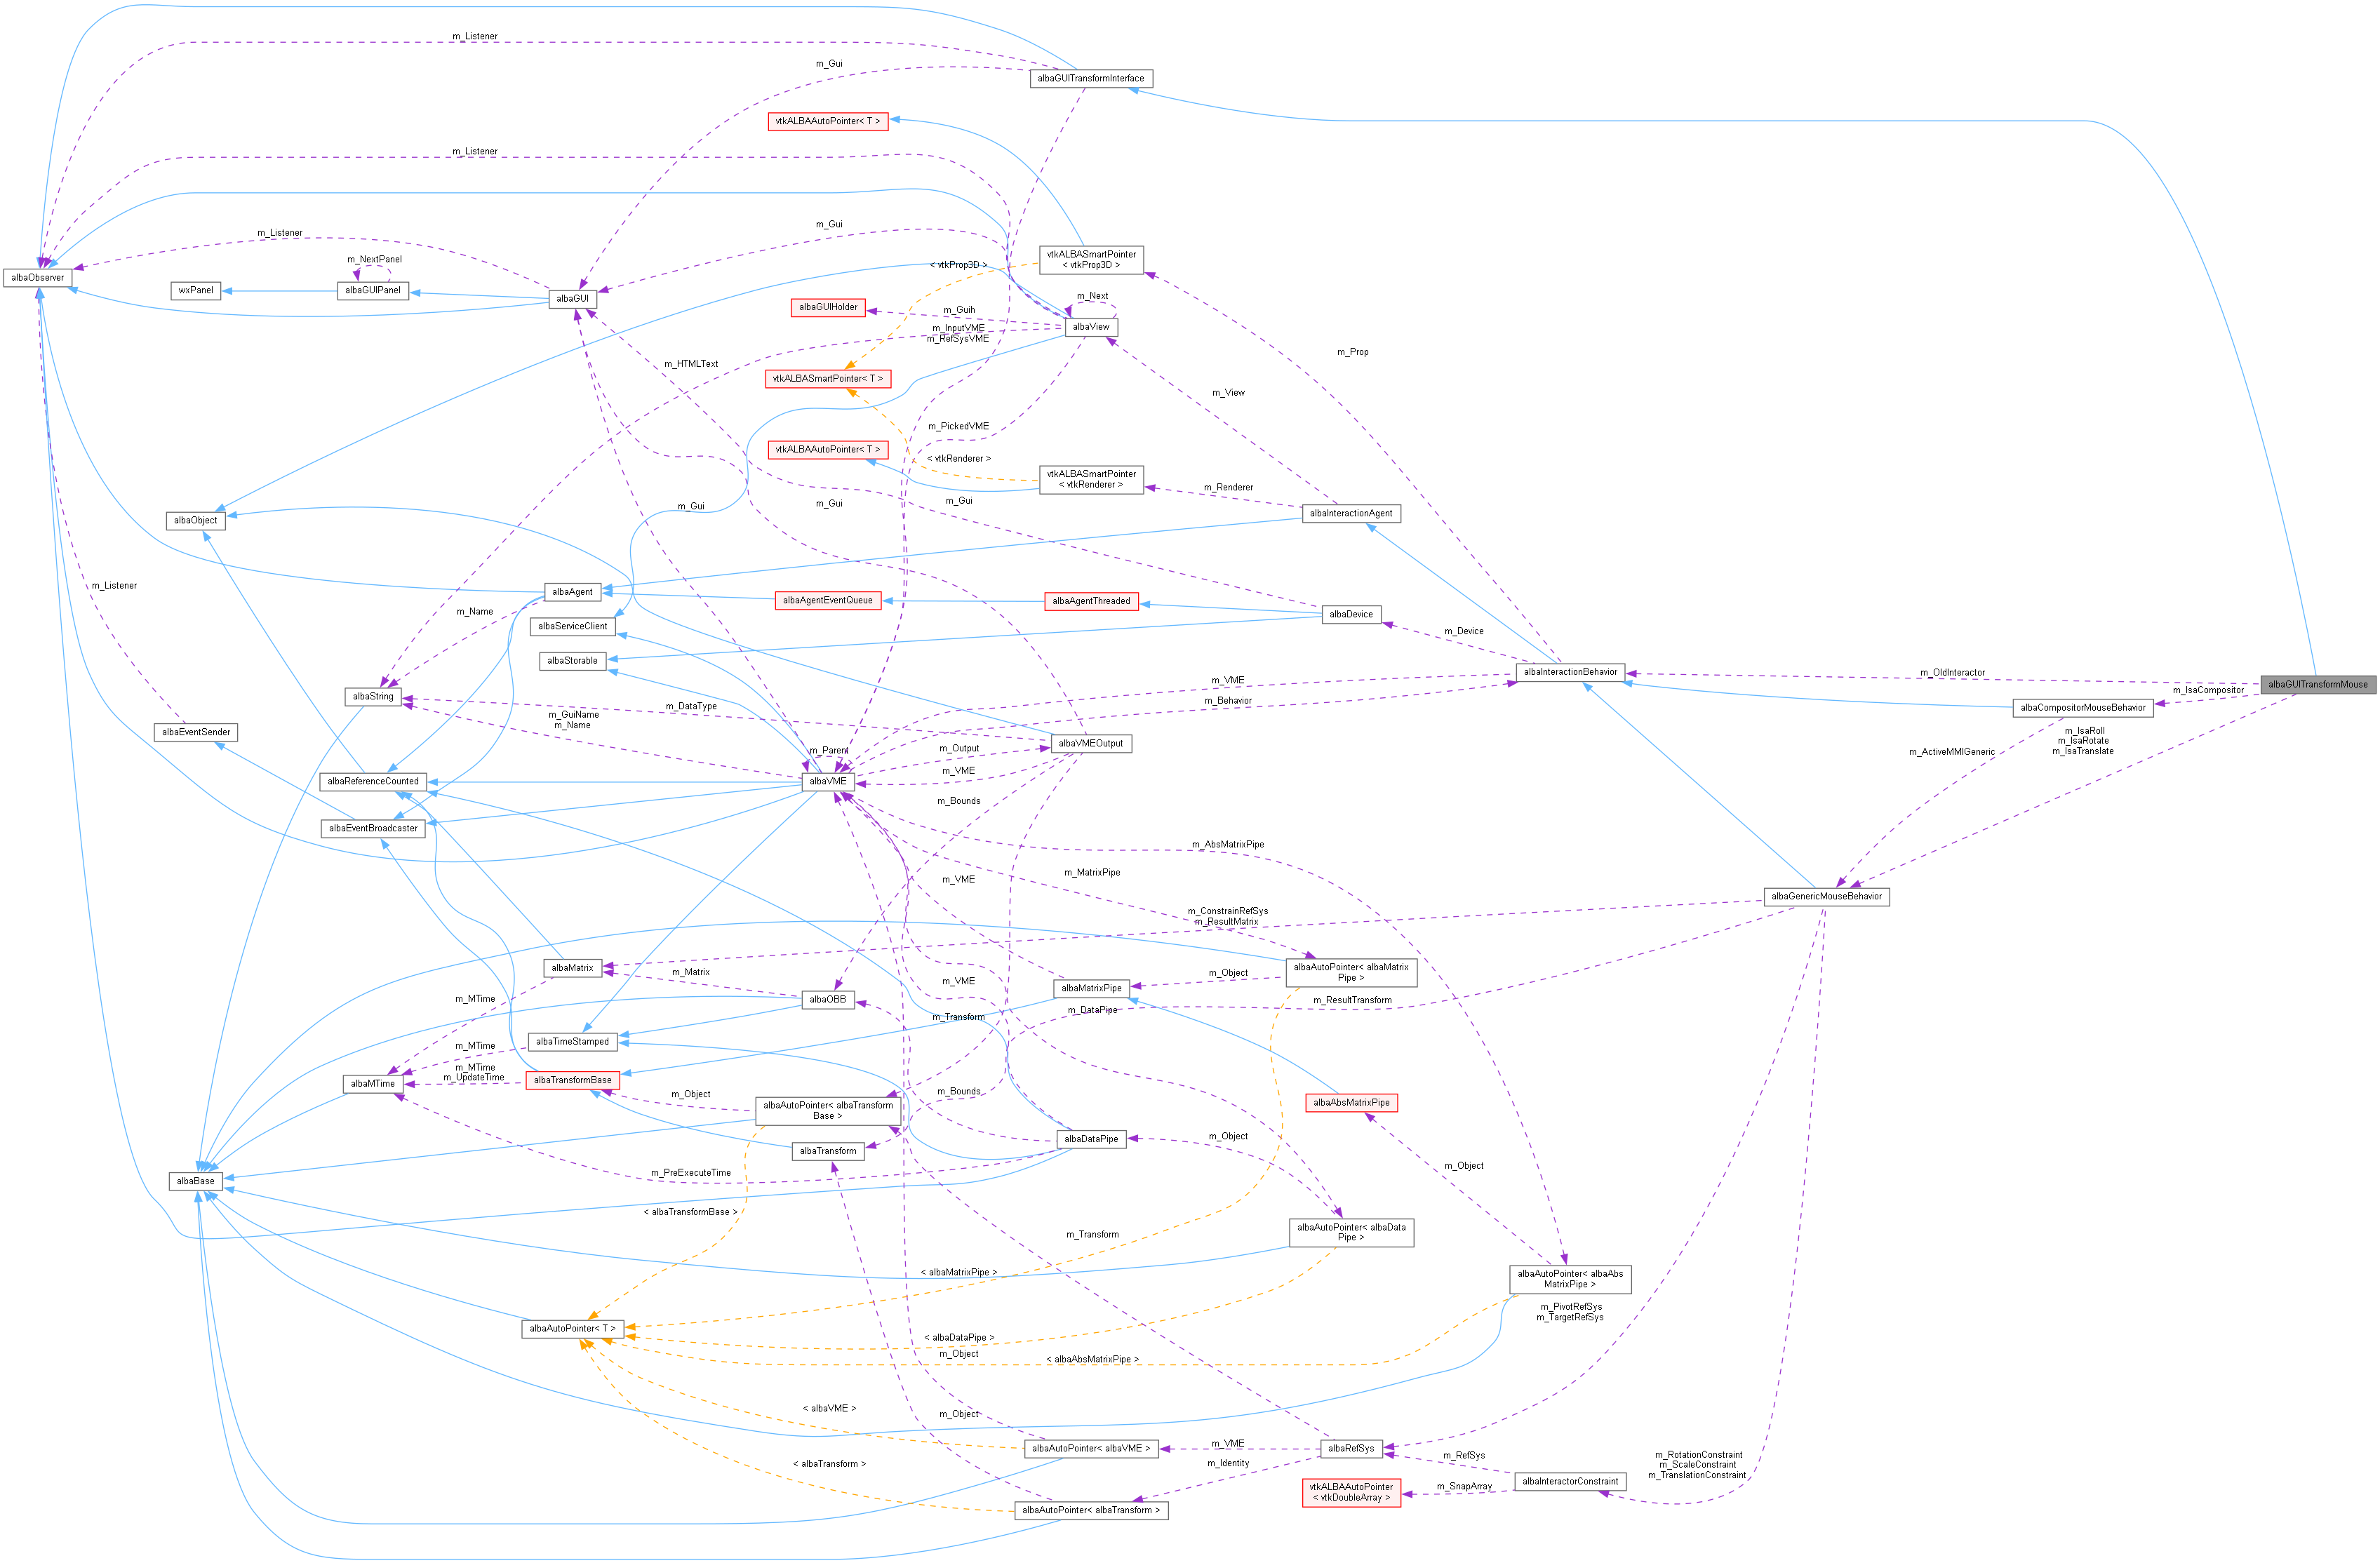 m_Listener
albaGUITransformInterface
m_Gui
vtkALBAAutoPointer< T >
m_Listener
m_Gui
m_Listener
vtkALBASmartPointer
< vtkProp3D >
m_NextPanel
< vtkProp3D >
albaObserver
wxPanel
albaGUIPanel
albaGUI
m_Next
albaGUIHolder
m_Guih
albaView
m_InputVME
m_RefSysVME
m_Prop
m_HTMLText
vtkALBASmartPointer< T >
m_View
m_PickedVME
vtkALBAAutoPointer< T >
< vtkRenderer >
vtkALBASmartPointer
< vtkRenderer >
m_Renderer
m_Gui
m_Gui
m_Gui
albaInteractionAgent
albaObject
m_Listener
albaAgent
albaAgentEventQueue
albaAgentThreaded
m_Name
albaDevice
albaServiceClient
m_Device
albaStorable
albaInteractionBehavior
m_OldInteractor
albaGUITransformMouse
m_VME
m_IsaCompositor
albaString
m_Behavior
albaCompositorMouseBehavior
m_GuiName
m_Name
m_DataType
albaEventSender
m_IsaRoll
m_IsaRotate
m_IsaTranslate
albaVMEOutput
m_Parent
m_Output
m_ActiveMMIGeneric
m_VME
albaReferenceCounted
albaVME
m_Bounds
albaEventBroadcaster
m_AbsMatrixPipe
m_MatrixPipe
m_VME
albaGenericMouseBehavior
m_ConstrainRefSys
m_ResultMatrix
albaMatrix
m_Matrix
albaAutoPointer< albaMatrix
Pipe >
m_Object
m_VME
albaMatrixPipe
m_MTime
albaOBB
m_ResultTransform
m_Transform
m_DataPipe
albaTimeStamped
m_MTime
m_MTime
m_UpdateTime
albaMTime
albaTransformBase
m_Object
m_Bounds
albaAutoPointer< albaTransform
Base >
albaAbsMatrixPipe
albaTransform
albaDataPipe
m_Object
m_PreExecuteTime
m_Object
albaBase
< albaTransformBase >
m_Transform
albaAutoPointer< albaData
Pipe >
< albaMatrixPipe >
albaAutoPointer< albaAbs
MatrixPipe >
m_PivotRefSys
m_TargetRefSys
albaAutoPointer< T >
< albaDataPipe >
m_Object
< albaAbsMatrixPipe >
< albaVME >
m_Object
albaAutoPointer< albaVME >
m_VME
albaRefSys
m_RefSys
m_RotationConstraint
m_ScaleConstraint
m_TranslationConstraint
< albaTransform >
m_Identity
albaInteractorConstraint
vtkALBAAutoPointer
< vtkDoubleArray >
m_SnapArray
albaAutoPointer< albaTransform >